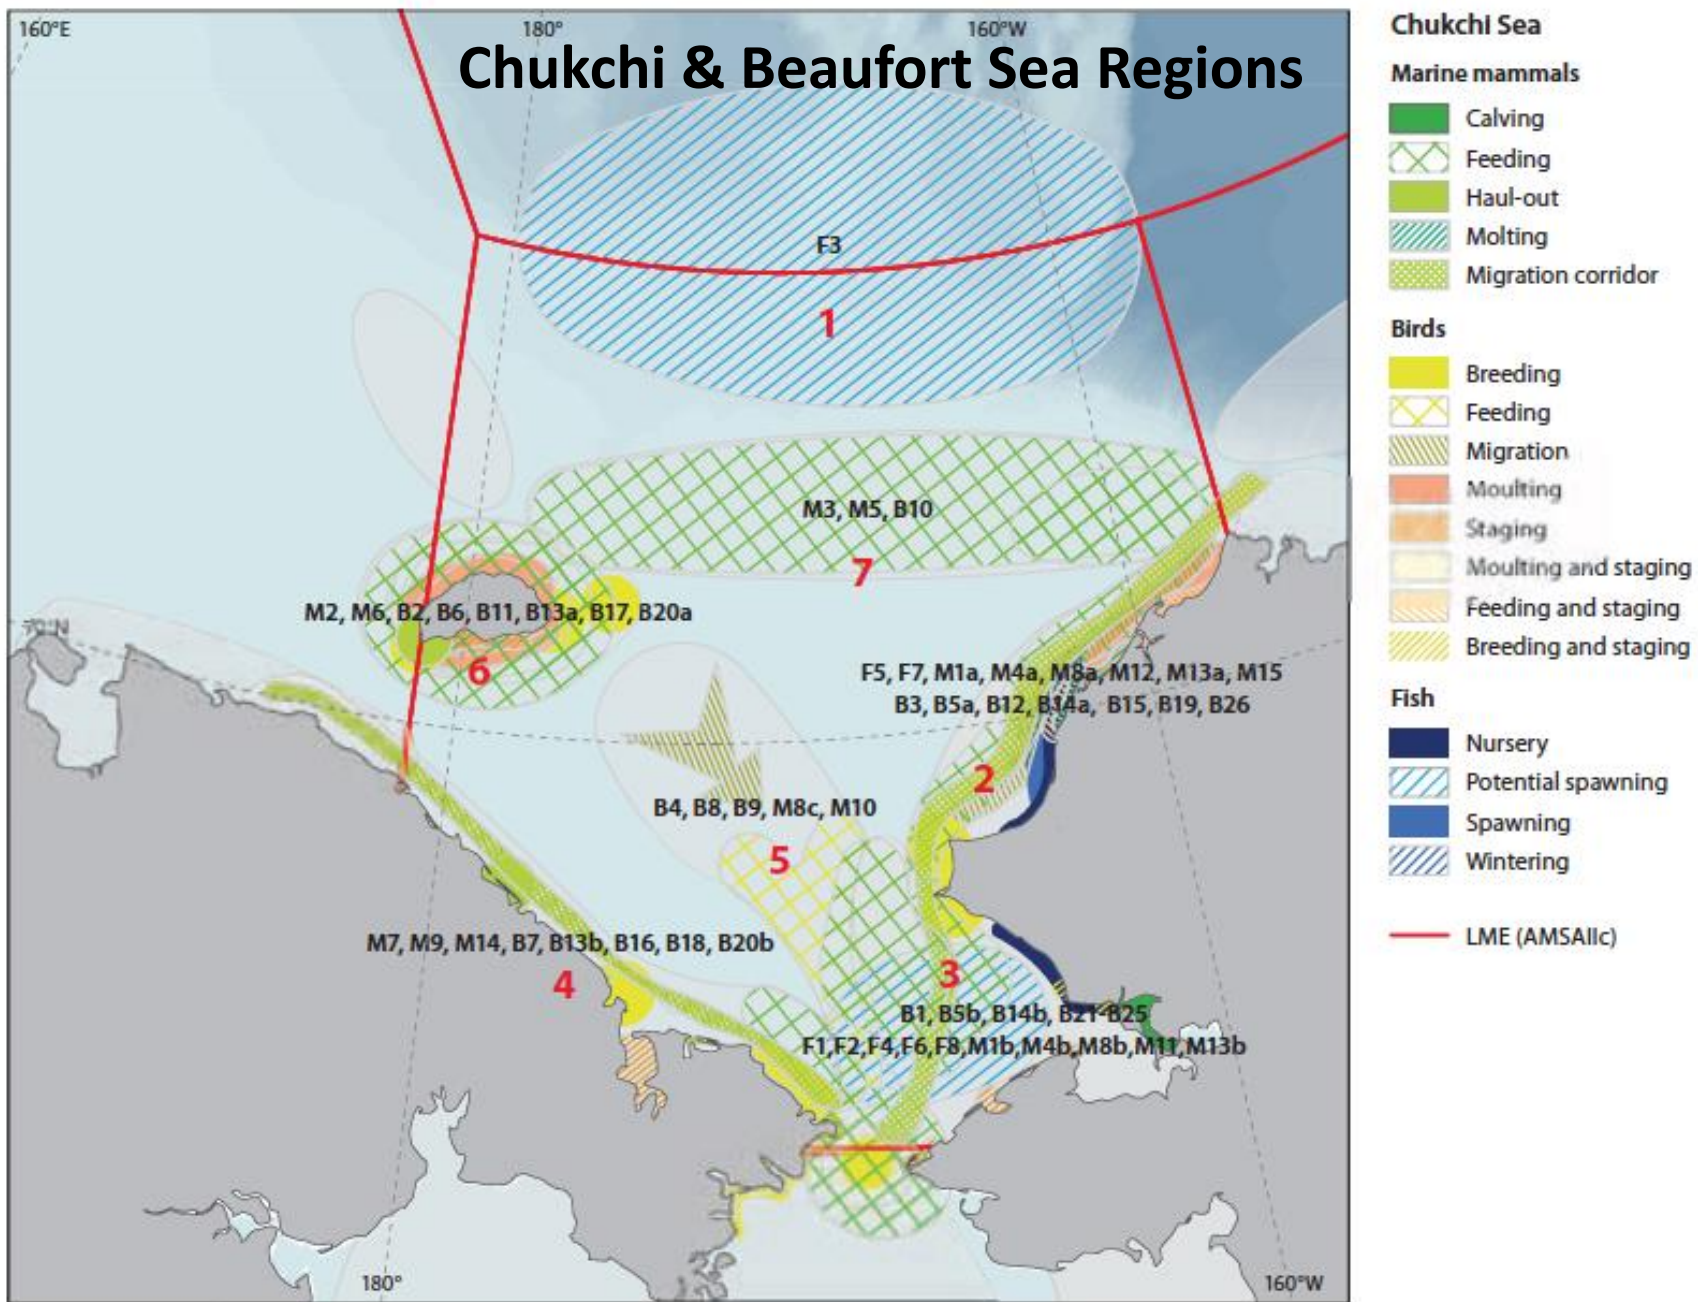 160°E
180°
160°W
Chukchi & Beaufort Sea Regions
F3
1
M3, M5, B10
7
M2, M6, B2, B6, B11, B13a, B17, B20a
70°N
6
F5, F7, M1a, M4a, M8a, M12, M13a, M15
B3, B5a, B12, B14a, B15, B19, B26
2
B4, B8, B9, M8c, M10
5
M7, M9, M14, B7, B13b, B16, B18, B20b
4
3
B1, B5b, B14b, B21-B25
F1,F2,F4,F6,F8,M1b,M4b,M8b,M11,M13b
180°
160°W
Chukchi Sea
Marine mammals
Calving
Feeding
Haul-out
Molting
Migration corridor
Birds
Breeding
Feeding
Migration
Moulting
Staging
Moulting and staging
Feeding and staging
Breeding and staging
Fish
Nursery
Potential spawning
Spawning
Wintering
LME (AMSAIIc)